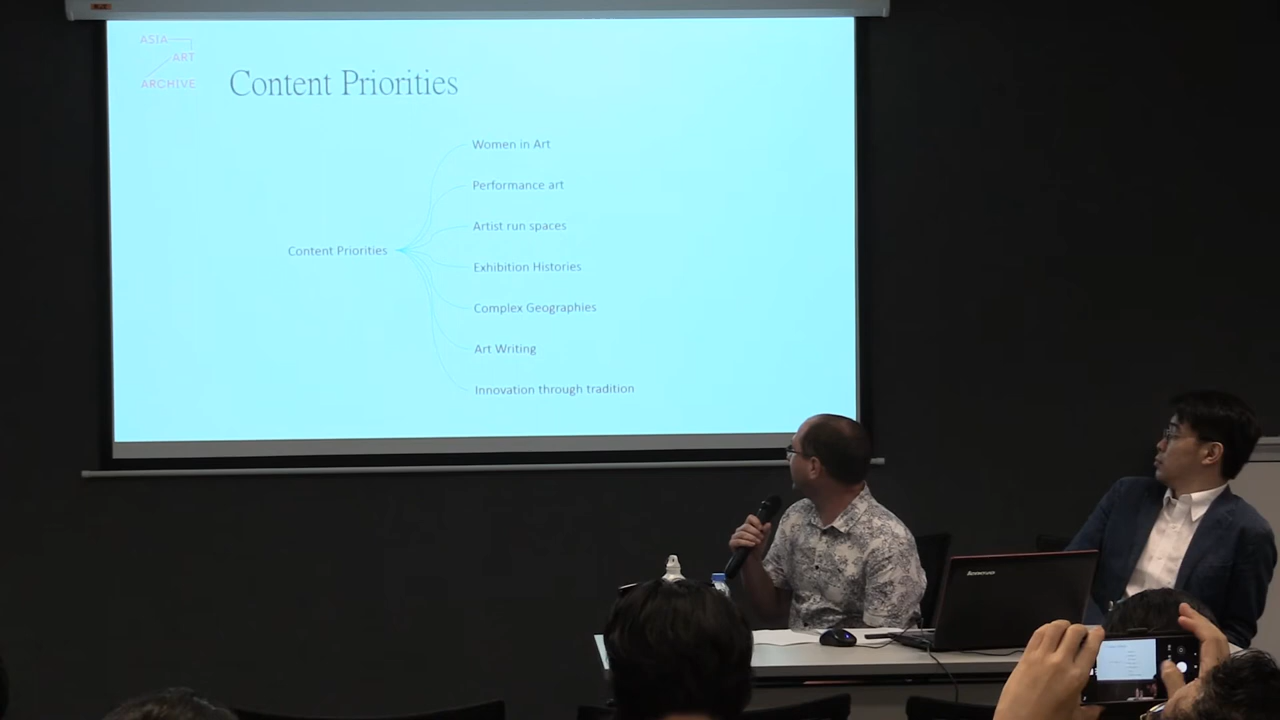 ASIA
ART
ARCHIVE
Content Priorities
Women in Art
Performance art
Artist run spaces
Content Priorities
Exhibition Histories
Complex Geographies
Art Writing
Innovation through tradition
Lenovo